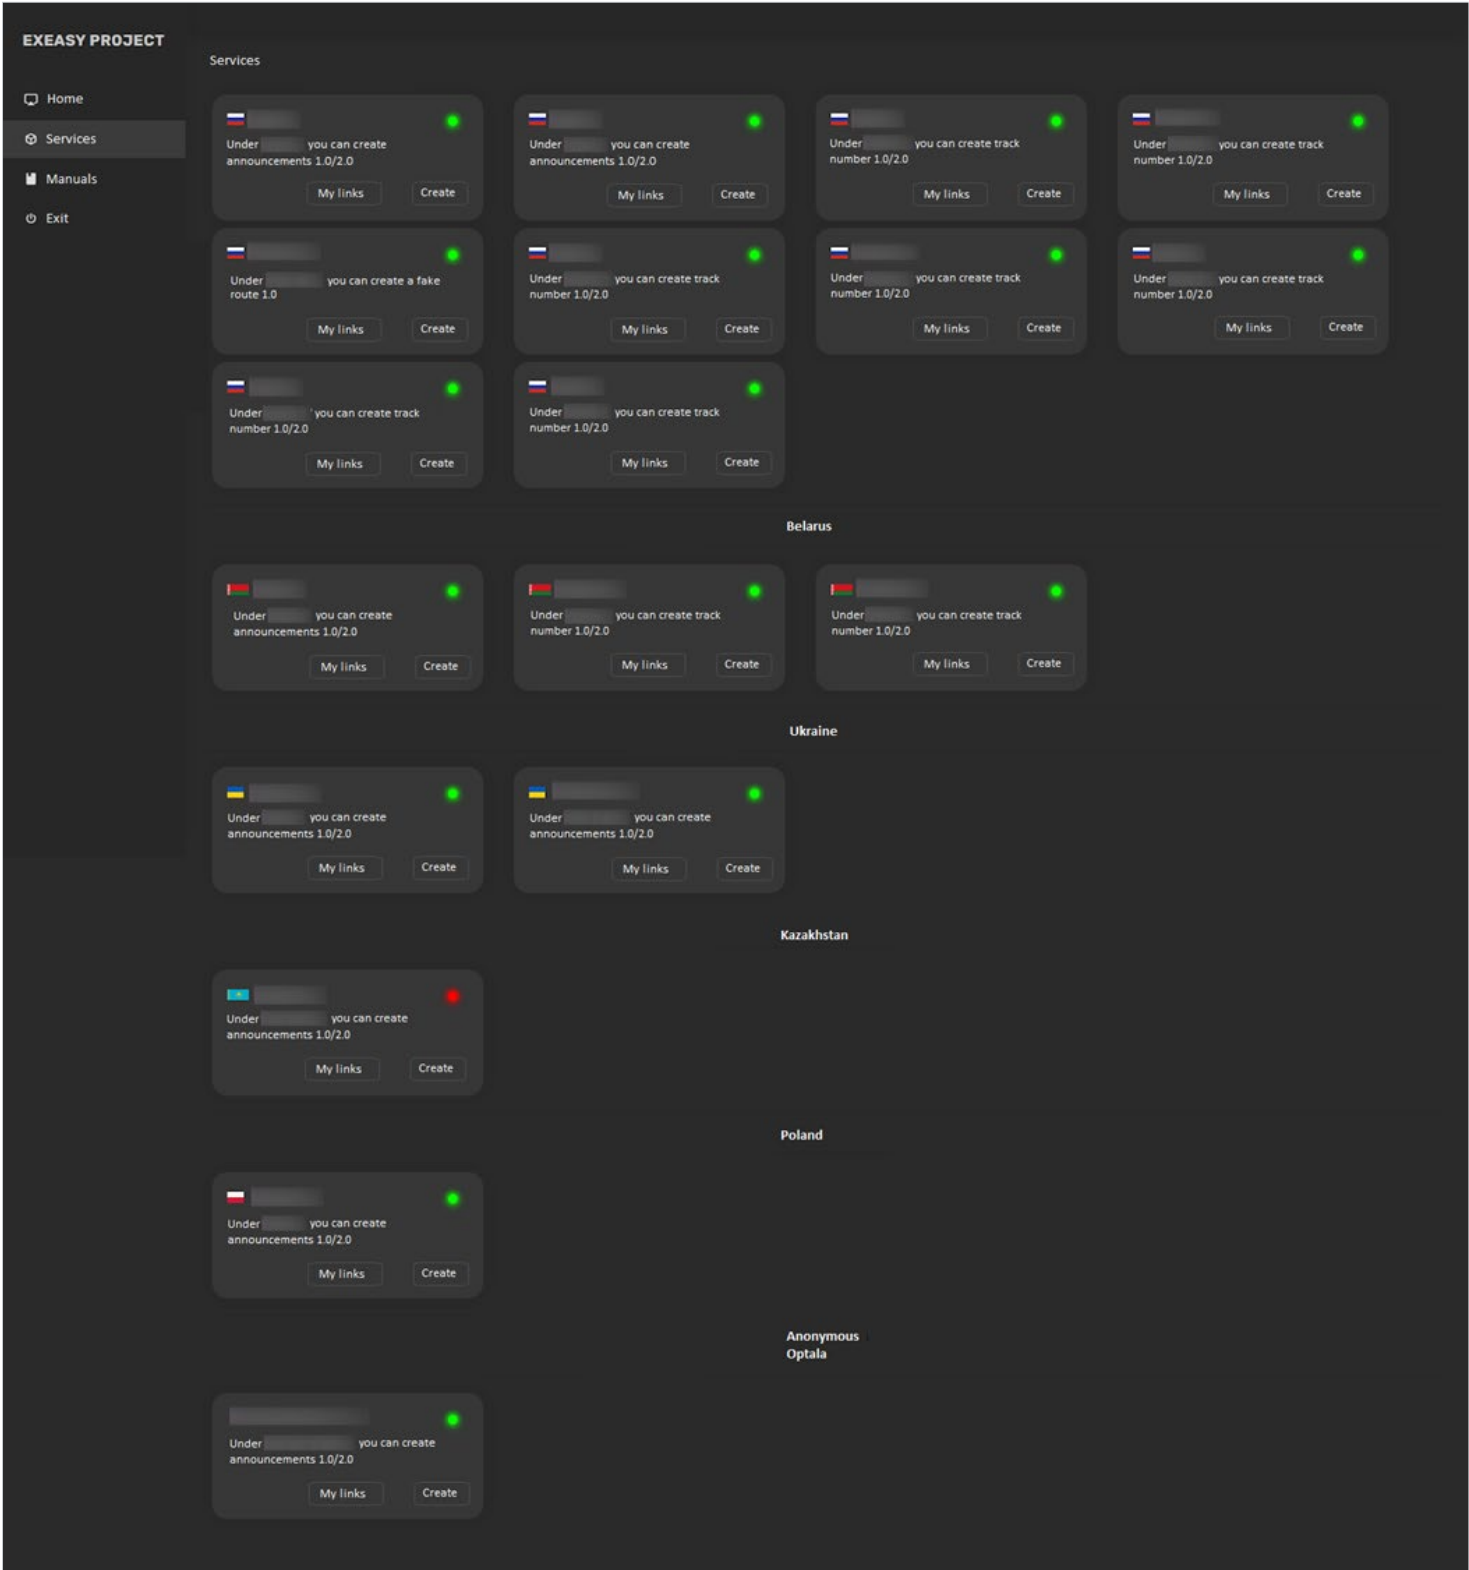 EXEASY PROJECT
Home
Services
Manuals
Exit
Services
Under you can create
announcements 1.0/2.0
My links Create
Under you can create
announcements 1.0/2.0
My links Create
Under you can create track
number 1.0/2.0
My links Create
Under you can create track
number 1.0/2.0
My links Create
Under you can create a fake
route 1.0
My links Create
Under you can create track
number 1.0/2.0
My links Create
Under you can create track
number 1.0/2.0
My links Create
Under you can create track
number 1.0/2.0
My links Create
Under you can create track
number 1.0/2.0
My links Create
Under you can create track
number 1.0/2.0
My links Create
Belarus
Under you can create
announcements 1.0/2.0
My links Create
Under you can create track
number 1.0/2.0
My links Create
Under you can create track
number 1.0/2.0
My links Create
Ukraine
Under you can create
announcements 1.0/2.0
My links Create
Under you can create
announcements 1.0/2.0
My links Create
Kazakhstan
Under you can create
announcements 1.0/2.0
My links Create
Poland
Under you can create
announcements 1.0/2.0
My links Create
Anonymous
Optala
Under you can create
announcements 1.0/2.0
My links Create